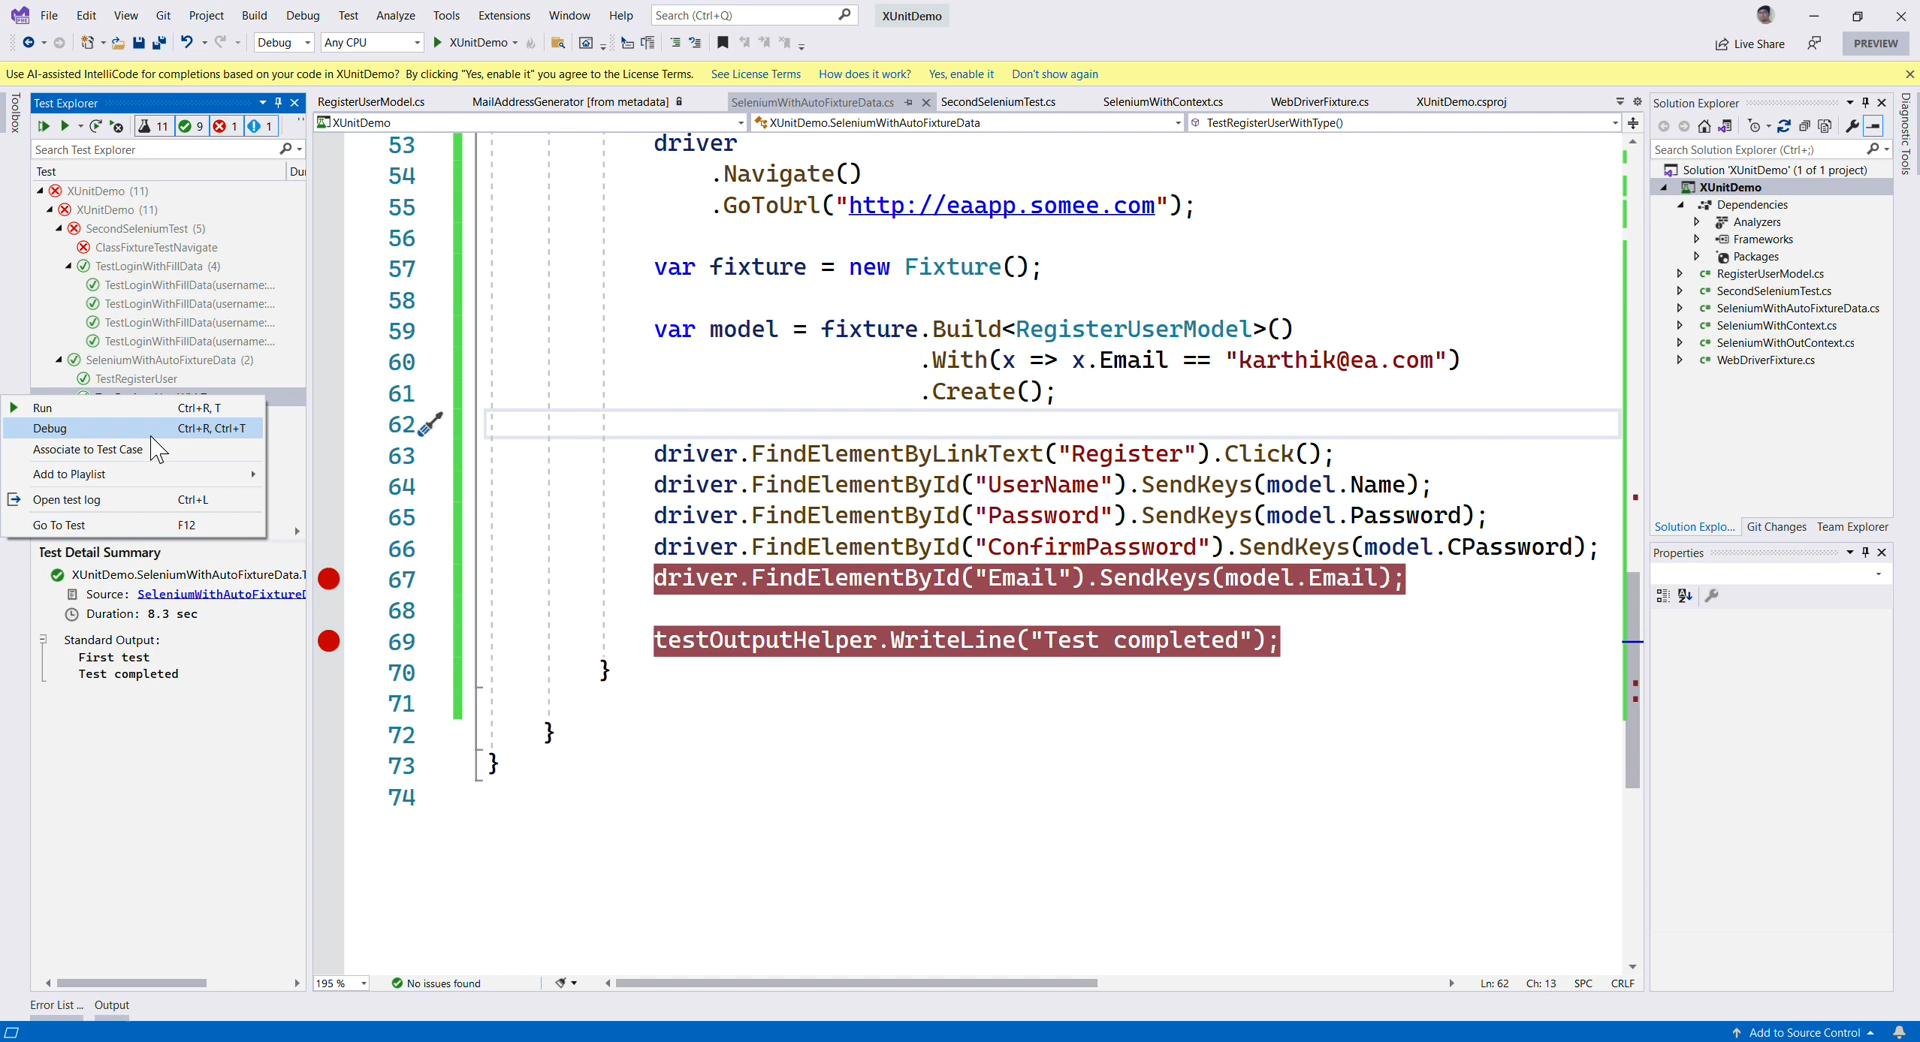 File Edit View Git Project Build Debug Test Analyze Tools Extensions Window Help Search (Ctrl+Q) XUnitDemo
Debug Any CPU XUnitDemo Live Share PREVIEW
Use AI-assisted IntelliCode for completions based on your code in XUnitDemo? By clicking "Yes, enable it" you agree to the License Terms. See License Terms How does it work? Yes, enable it Don't show again
Toolbox
Test Explorer
11 9 1 1
Search Test Explorer
Test Du
XUnitDemo (11)
XUnitDemo (11)
SecondSeleniumTest (5)
ClassFixtureTestNavigate
TestLoginWithFillData (4)
TestLoginWithFillData(username:...
TestLoginWithFillData(username:...
TestLoginWithFillData(username:...
TestLoginWithFillData(username:...
SeleniumWithAutoFixtureData (2)
TestRegisterUser
Run Ctrl+R, T
Debug Ctrl+R, Ctrl+T
Associate to Test Case
Add to Playlist
Open test log Ctrl+L
Go To Test F12
Test Detail Summary
XUnitDemo.SeleniumWithAutoFixtureData.T
Source: SeleniumWithAutoFixtureD
Duration: 8.3 sec
Standard Output:
First test
Test completed
RegisterUserModel.cs MailAddressGenerator [from metadata] SeleniumWithAutoFixtureData.cs SecondSeleniumTest.cs SeleniumWithContext.cs WebDriverFixture.cs XUnitDemo.csproj
XUnitDemo XUnitDemo.SeleniumWithAutoFixtureData TestRegisterUserWithType()
53 driver
54 .Navigate()
55 .GoToUrl("http://eaapp.somee.com");
56
57 var fixture = new Fixture();
58
59 var model = fixture.Build<RegisterUserModel>()
60 .With(x => x.Email == "karthik@ea.com")
61 .Create();
62
63 driver.FindElementByLinkText("Register").Click();
64 driver.FindElementById("UserName").SendKeys(model.Name);
65 driver.FindElementById("Password").SendKeys(model.Password);
66 driver.FindElementById("ConfirmPassword").SendKeys(model.CPassword);
67 driver.FindElementById("Email").SendKeys(model.Email);
68
69 testOutputHelper.WriteLine("Test completed");
70 }
71
72 }
73 }
74
195 % No issues found Ln: 62 Ch: 13 SPC CRLF
Solution Explorer
Search Solution Explorer (Ctrl+;)
Solution 'XUnitDemo' (1 of 1 project)
XUnitDemo
Dependencies
Analyzers
Frameworks
Packages
RegisterUserModel.cs
SecondSeleniumTest.cs
SeleniumWithAutoFixtureData.cs
SeleniumWithContext.cs
SeleniumWithOutContext.cs
WebDriverFixture.cs
Solution Explo... Git Changes Team Explorer
Properties
Diagnostic Tools
Error List ... Output
Add to Source Control